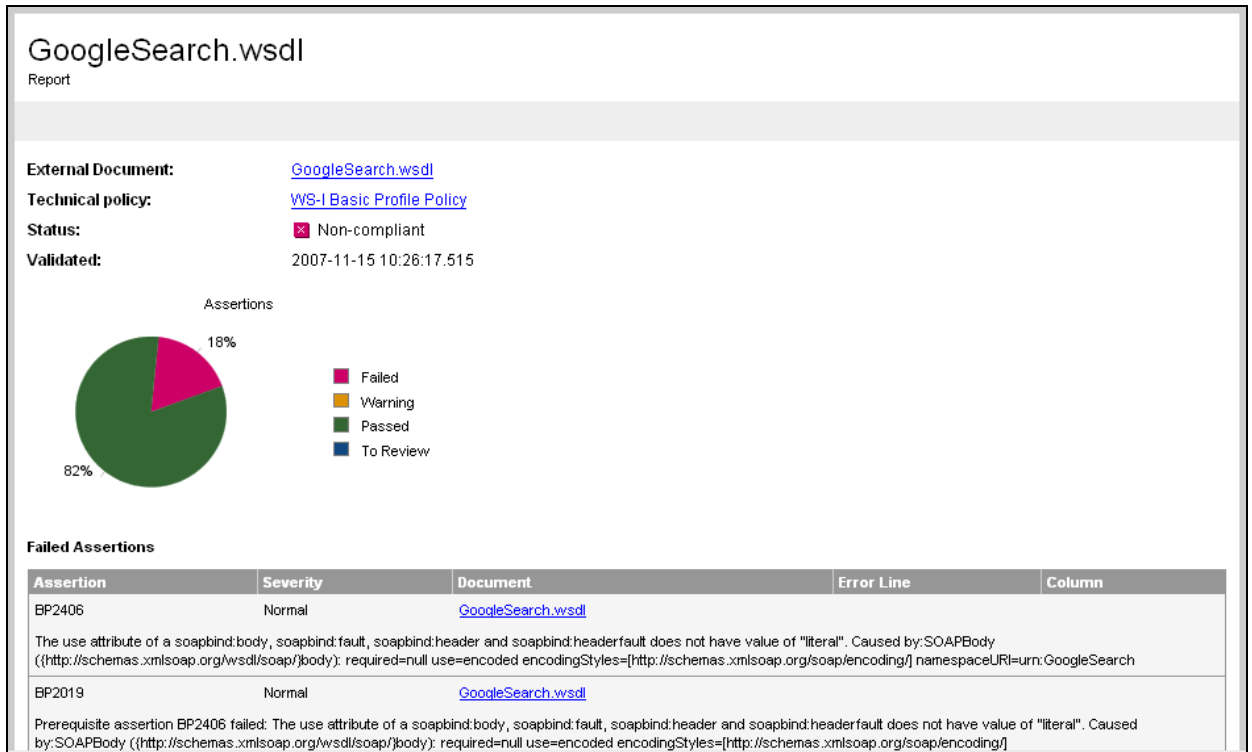 GoogleSearch.wsdl
Report
External Document: GoogleSearch.wsdl
Technical policy: WS-I Basic Profile Policy
Status: Non-compliant
Validated: 2007-11-15 10:26:17.515
Assertions
18%
82%
Failed
Warning
Passed
To Review
Failed Assertions
Assertion Severity Document Error Line Column
BP2406 Normal GoogleSearch.wsdl
The use attribute of a soapbind:body, soapbind:fault, soapbind:header and soapbind:headerfault does not have value of "literal". Caused by:SOAPBody
({http://schemas.xmlsoap.org/wsdl/soap/}body): required=null use=encoded encodingStyles=[http://schemas.xmlsoap.org/soap/encoding/] namespaceURI=urn:GoogleSearch
BP2019 Normal GoogleSearch.wsdl
Prerequisite assertion BP2406 failed: The use attribute of a soapbind:body, soapbind:fault, soapbind:header and soapbind:headerfault does not have value of "literal". Caused
by:SOAPBody ({http://schemas.xmlsoap.org/wsdl/soap/}body): required=null use=encoded encodingStyles=[http://schemas.xmlsoap.org/soap/encoding/]